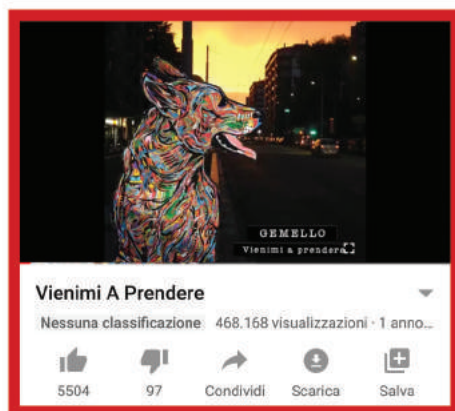 GEMELLO
Vienimi a prendere
Vienimi A Prendere
Nessuna classificazione 468.168 visualizzazioni · 1 anno...
5504 97 Condividi Scarica Salva